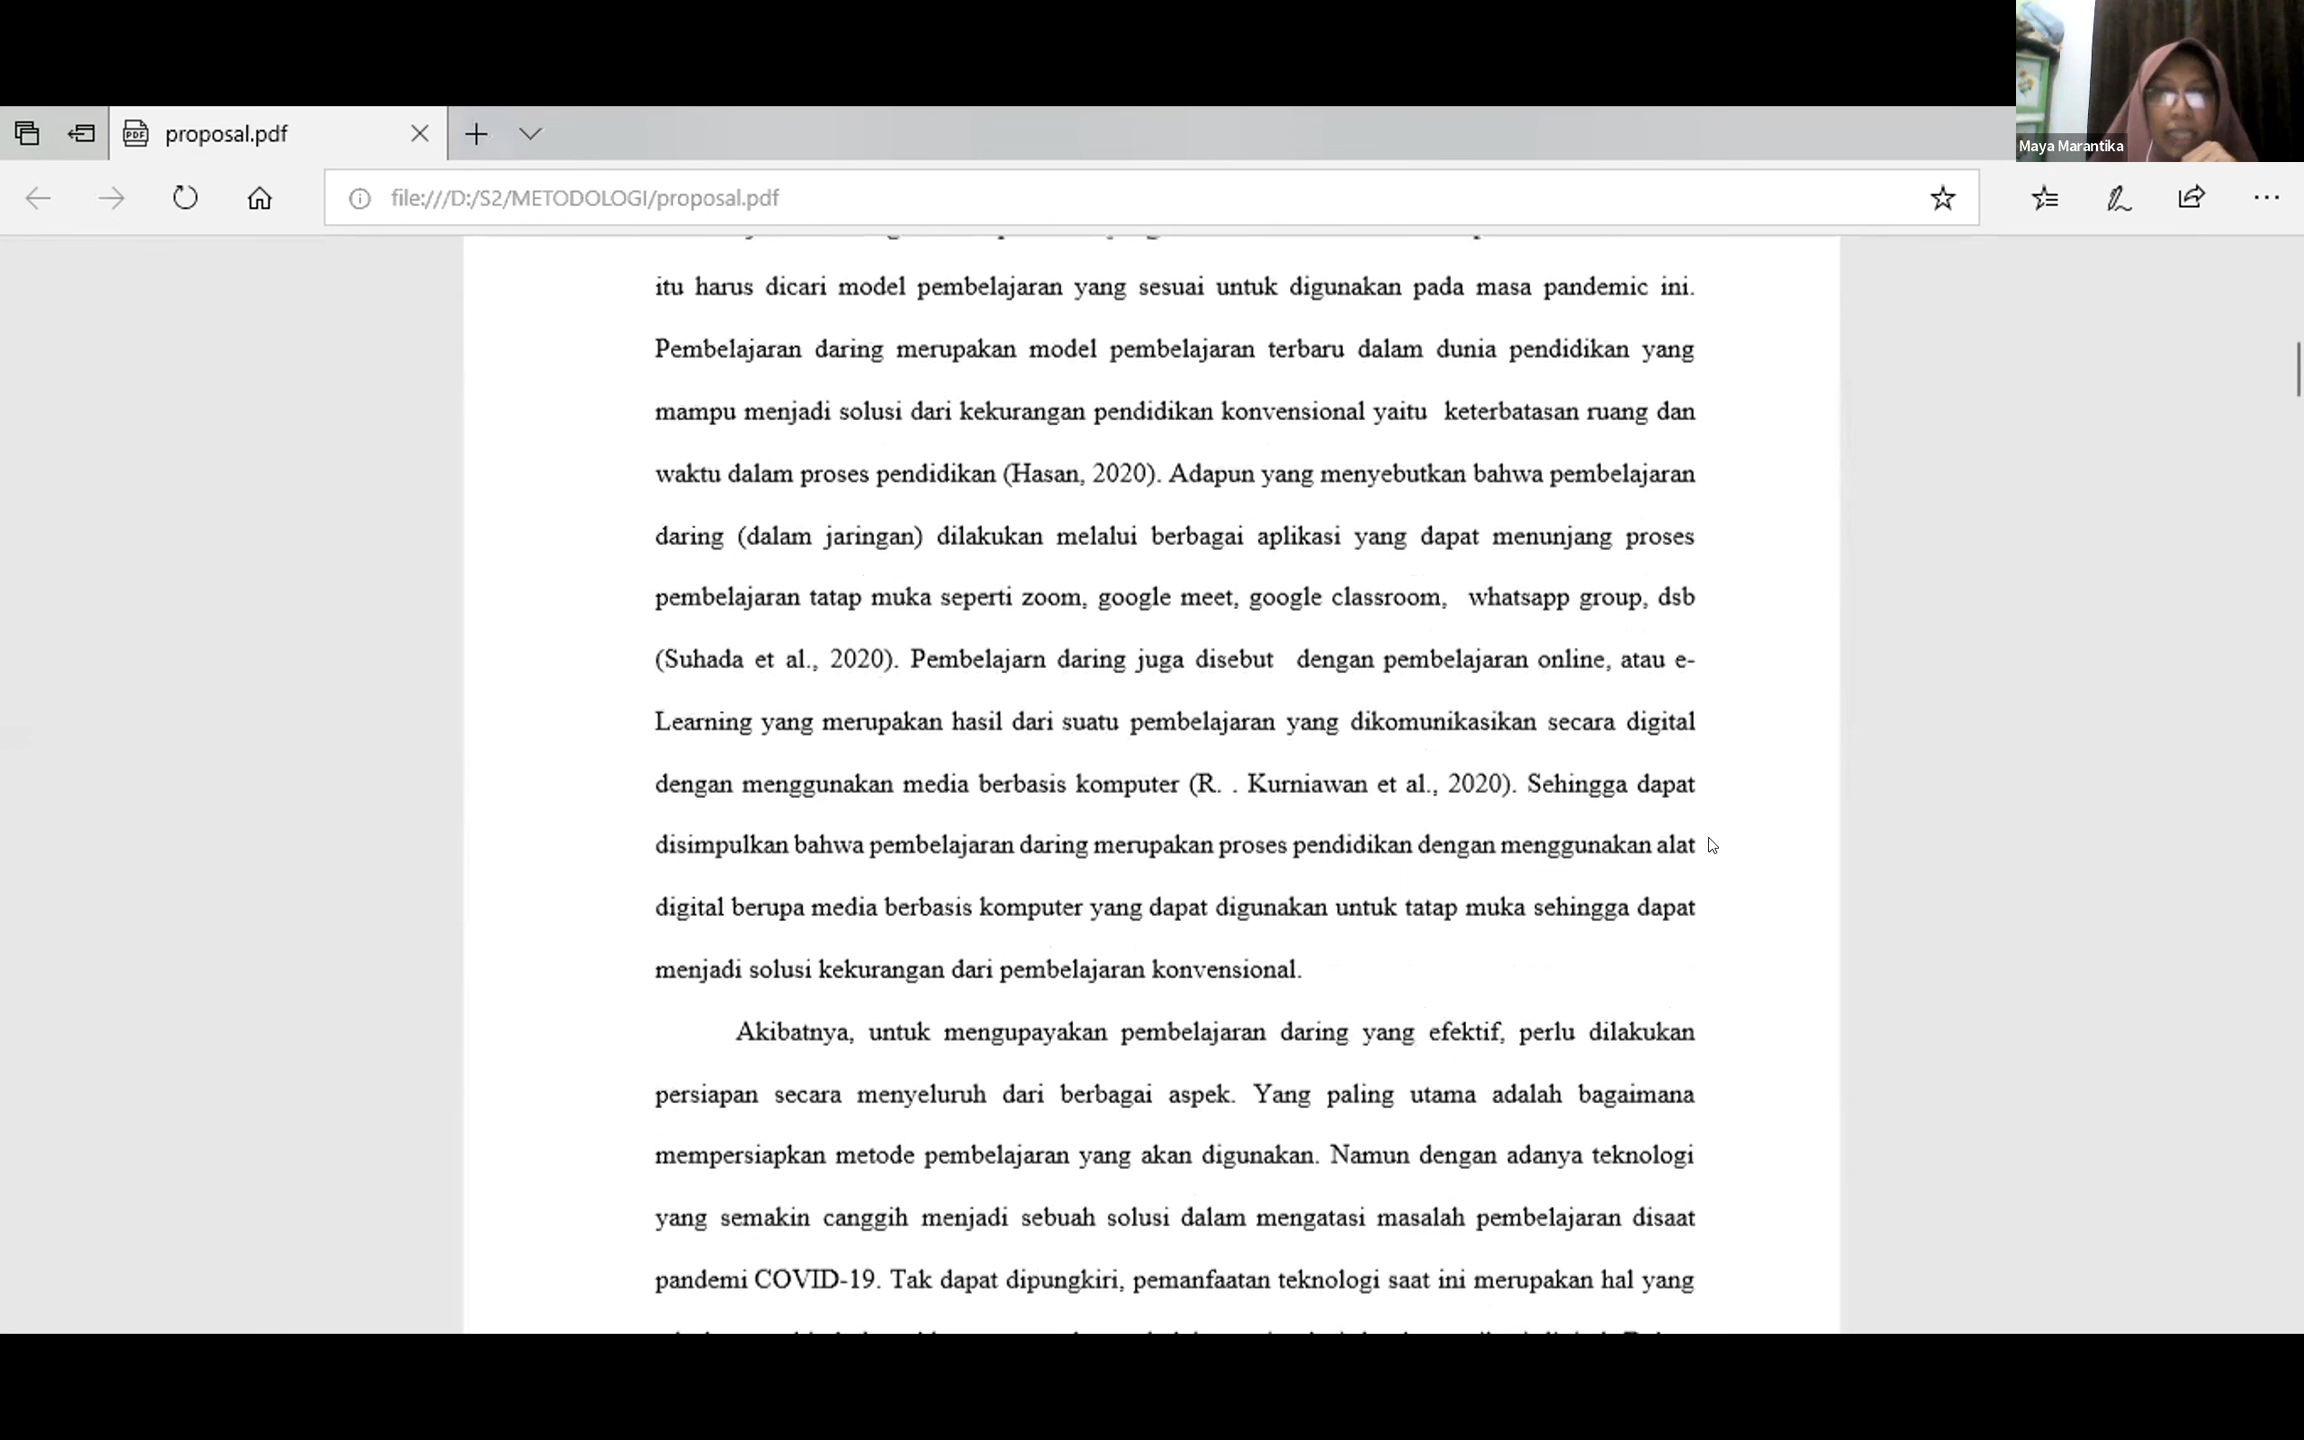 Maya Marantika
proposal.pdf
file:///D:/S2/METODOLOGI/proposal.pdf
itu harus dicari model pembelajaran yang sesuai untuk digunakan pada masa pandemic ini.
Pembelajaran daring merupakan model pembelajaran terbaru dalam dunia pendidikan yang
mampu menjadi solusi dari kekurangan pendidikan konvensional yaitu keterbatasan ruang dan
waktu dalam proses pendidikan (Hasan, 2020). Adapun yang menyebutkan bahwa pembelajaran
daring (dalam jaringan) dilakukan melalui berbagai aplikasi yang dapat menunjang proses
pembelajaran tatap muka seperti zoom, google meet, google classroom, whatsapp group, dsb
(Suhada et al., 2020). Pembelajarn daring juga disebut dengan pembelajaran online, atau e-
Learning yang merupakan hasil dari suatu pembelajaran yang dikomunikasikan secara digital
dengan menggunakan media berbasis komputer (R. . Kurniawan et al., 2020). Sehingga dapat
disimpulkan bahwa pembelajaran daring merupakan proses pendidikan dengan menggunakan alat
digital berupa media berbasis komputer yang dapat digunakan untuk tatap muka sehingga dapat
menjadi solusi kekurangan dari pembelajaran konvensional.
Akibatnya, untuk mengupayakan pembelajaran daring yang efektif, perlu dilakukan
persiapan secara menyeluruh dari berbagai aspek. Yang paling utama adalah bagaimana
mempersiapkan metode pembelajaran yang akan digunakan. Namun dengan adanya teknologi
yang semakin canggih menjadi sebuah solusi dalam mengatasi masalah pembelajaran disaat
pandemi COVID-19. Tak dapat dipungkiri, pemanfaatan teknologi saat ini merupakan hal yang